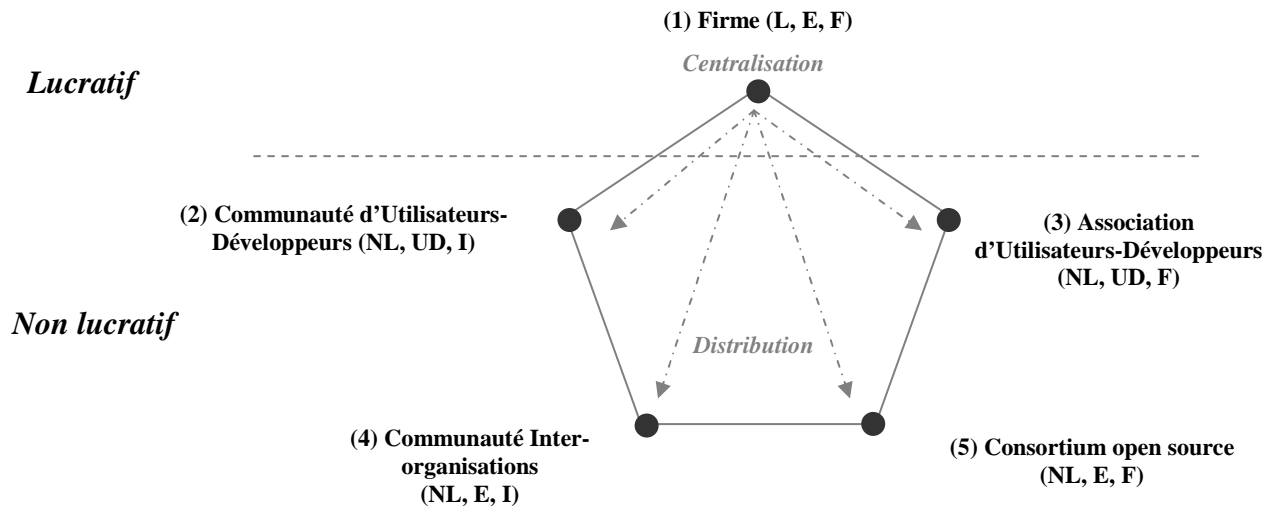 (1) Firme (L, E, F)
Centralisation
Lucratif
(2) Communauté d'Utilisateurs-
Développeurs (NL, UD, I)
(3) Association
d'Utilisateurs-Développeurs
(NL, UD, F)
Non lucratif
Distribution
(4) Communauté Inter-
organisations
(NL, E, I)
(5) Consortium open source
(NL, E, F)